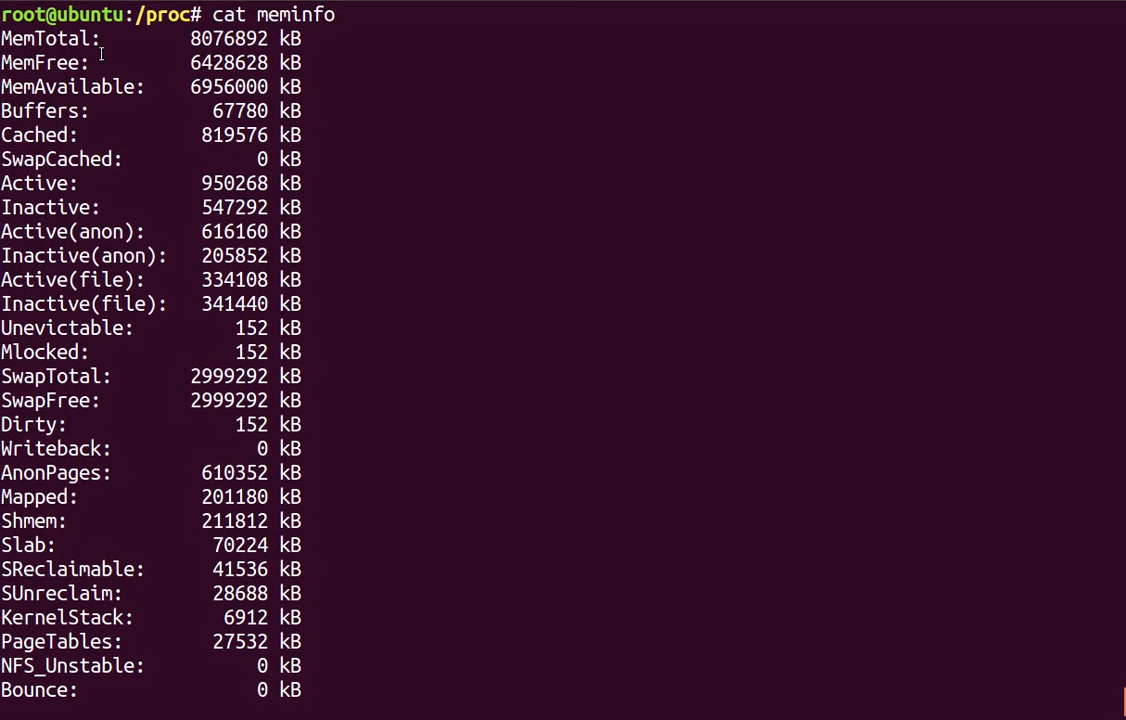 root@ubuntu:/proc# cat meminfo
MemTotal:        8076892 kB
MemFree:         6428628 kB
MemAvailable:    6956000 kB
Buffers:           67780 kB
Cached:           819576 kB
SwapCached:            0 kB
Active:           950268 kB
Inactive:         547292 kB
Active(anon):     616160 kB
Inactive(anon):   205852 kB
Active(file):     334108 kB
Inactive(file):   341440 kB
Unevictable:         152 kB
Mlocked:             152 kB
SwapTotal:       2999292 kB
SwapFree:        2999292 kB
Dirty:               152 kB
Writeback:             0 kB
AnonPages:        610352 kB
Mapped:           201180 kB
Shmem:            211812 kB
Slab:              70224 kB
SReclaimable:      41536 kB
SUnreclaim:        28688 kB
KernelStack:        6912 kB
PageTables:        27532 kB
NFS_Unstable:          0 kB
Bounce:                0 kB